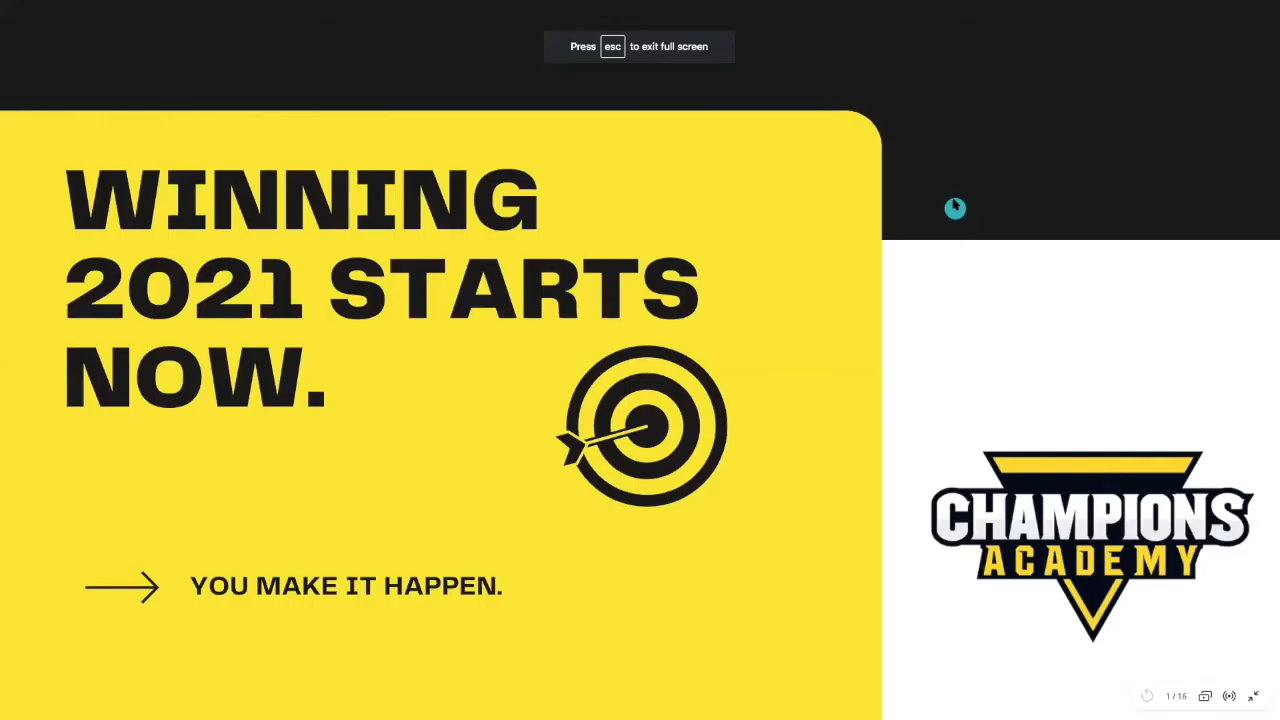 Press esc to exit full screen
WINNING
2021 STARTS
NOW.
YOU MAKE IT HAPPEN.
CHAMPIONS
ACADEMY
1 / 16